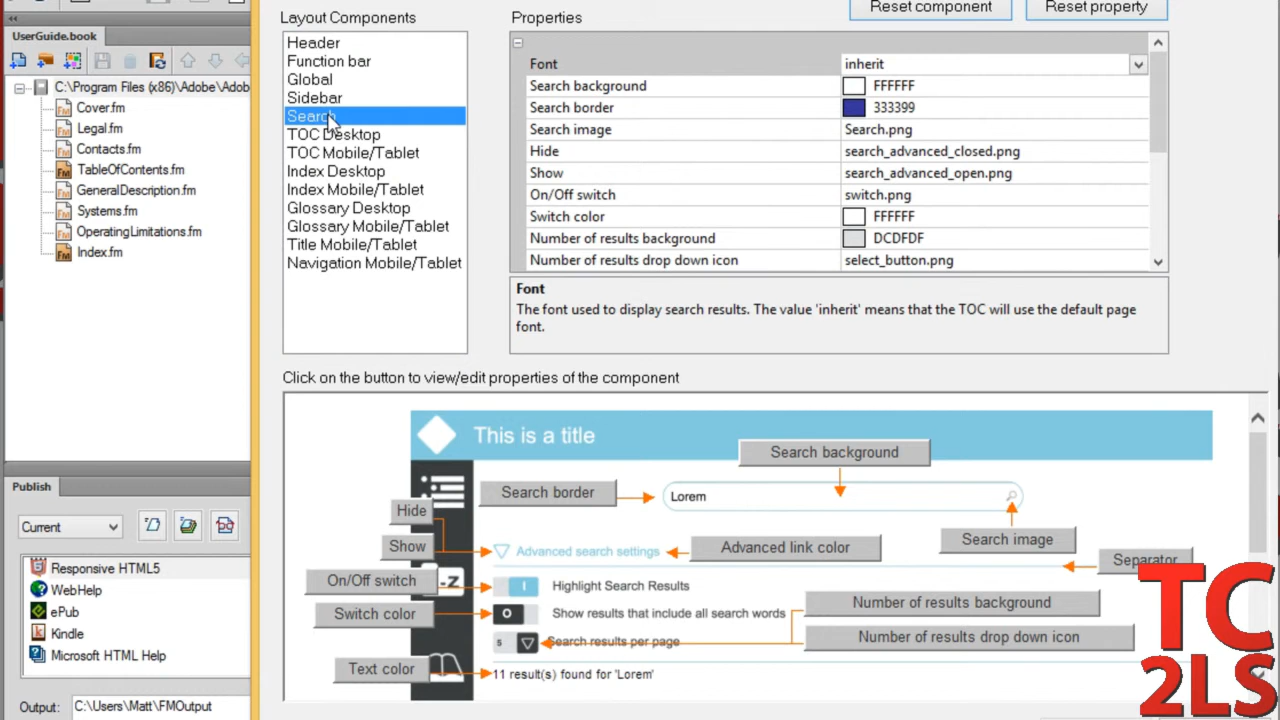 Layout Components
Properties
Reset component
Reset property
UserGuide.book
C:\Program Files (x86)\Adobe\Adob
Cover.fm
Legal.fm
Contacts.fm
TableOfContents.fm
GeneralDescription.fm
Systems.fm
OperatingLimitations.fm
Index.fm
Header
Function bar
Global
Sidebar
Search
TOC Desktop
TOC Mobile/Tablet
Index Desktop
Index Mobile/Tablet
Glossary Desktop
Glossary Mobile/Tablet
Title Mobile/Tablet
Navigation Mobile/Tablet
Font inherit
Search background FFFFFF
Search border 333399
Search image Search.png
Hide search_advanced_closed.png
Show search_advanced_open.png
On/Off switch switch.png
Switch color FFFFFF
Number of results background DCDFDF
Number of results drop down icon select_button.png
Font
The font used to display search results. The value 'inherit' means that the TOC will use the default page
font.
Click on the button to view/edit properties of the component
This is a title
Search background
Search border
Lorem
Hide
Search image
Show
Advanced search settings
Advanced link color
Separator
On/Off switch
-Z
Highlight Search Results
Number of results background
Switch color
Show results that include all search words
Search results per page
Number of results drop down icon
Text color
11 result(s) found for 'Lorem'
Publish
Current
Responsive HTML5
WebHelp
ePub
Kindle
Microsoft HTML Help
Output: C:\Users\Matt\FMOutput
TC
2LS